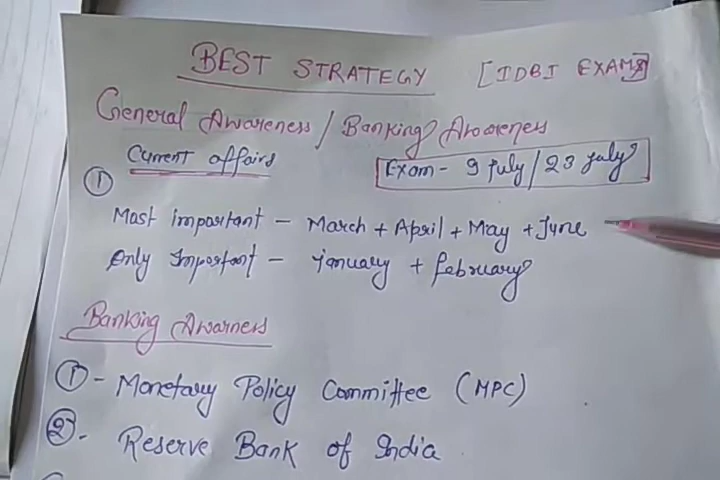 BEST STRATEGY [IDBI EXAMS]
General Awareness / Banking Awareness
① Current affairs
Exam - 9 July / 23 July
Most important - March + April + May + June
Only Important - January + february
Banking Awarness
① - Monetary Policy Committee (MPC)
② - Reserve Bank of India